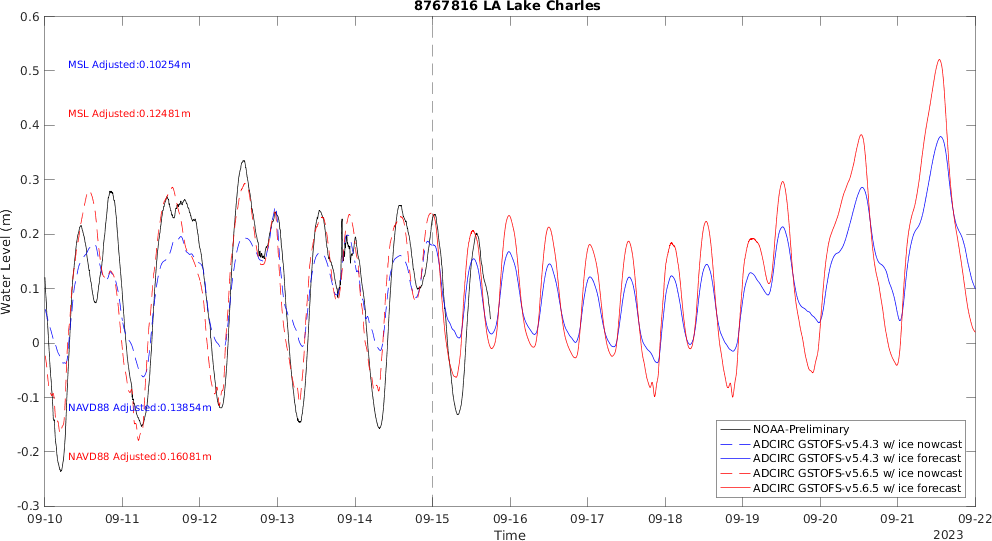 8767816 LA Lake Charles
0.6
0.5
0.4
0.3
0.2
0.1
0
-0.1
-0.2
-0.3
Water Level (m)
MSL Adjusted:0.10254m
MSL Adjusted:0.12481m
NAVD88 Adjusted:0.13854m
NAVD88 Adjusted:0.16081m
NOAA-Preliminary
ADCIRC GSTOFS-v5.4.3 w/ ice nowcast
ADCIRC GSTOFS-v5.4.3 w/ ice forecast
ADCIRC GSTOFS-v5.6.5 w/ ice nowcast
ADCIRC GSTOFS-v5.6.5 w/ ice forecast
09-10 09-11 09-12 09-13 09-14 09-15 09-16 09-17 09-18 09-19 09-20 09-21 09-22
Time
2023